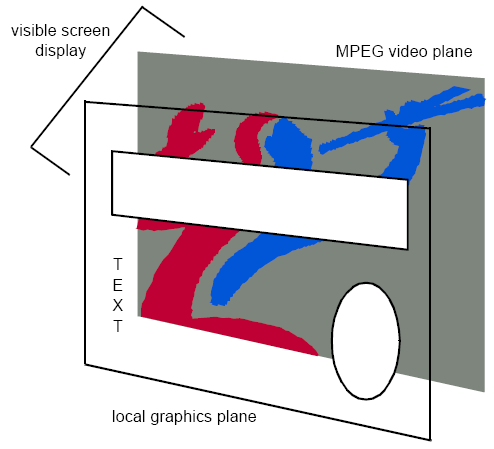 visible screen
display
MPEG video plane
T
E
X
T
local graphics plane